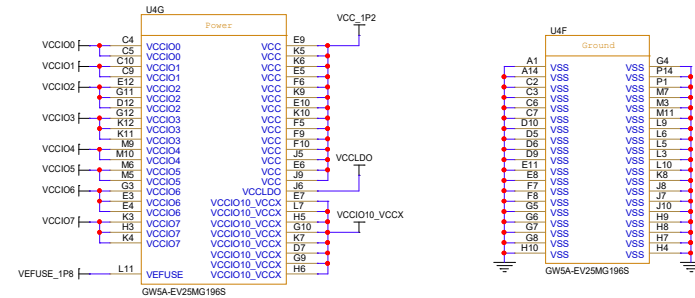 U4G
Power
VCC_1P2
VCCIO0 C4 VCCIO0 VCC E9
C5 VCCIO0 VCC K5
VCCIO1 C10 VCCIO1 VCC K6
C9 VCCIO1 VCC E5
VCCIO2 E12 VCCIO2 VCC F6
G11 VCCIO2 VCC K9
D12 VCCIO2 VCC E10
VCCIO3 G12 VCCIO3 VCC K10
K12 VCCIO3 VCC F5
K11 VCCIO3 VCC F9
VCCIO4 M9 VCCIO4 VCC F10
M10 VCCIO4 VCC J5
VCCIO5 M6 VCCIO5 VCC E6
M5 VCCIO5 VCC J9
VCCLDO
VCCIO6 G3 VCCIO6 VCCLDO J6
E3 VCCIO6 VCCIO10_VCCX E7
E4 VCCIO6 VCCIO10_VCCX L7
VCCIO7 K3 VCCIO7 VCCIO10_VCCX H5
H3 VCCIO7 VCCIO10_VCCX G10
VCCIO10_VCCX
K4 VCCIO7 VCCIO10_VCCX K7
VCCIO10_VCCX D7
VCCIO10_VCCX G9
VEFUSE_1P8 L11 VEFUSE VCCIO10_VCCX H6
GW5A-EV25MG196S
U4F
Ground
A1 VSS VSS G4
A14 VSS VSS P14
C2 VSS VSS P1
C3 VSS VSS M7
C6 VSS VSS M3
C7 VSS VSS M11
D10 VSS VSS L9
D5 VSS VSS L6
D6 VSS VSS L5
D9 VSS VSS L3
E11 VSS VSS L10
E8 VSS VSS K8
F7 VSS VSS J8
F8 VSS VSS J7
G5 VSS VSS J10
G6 VSS VSS H9
G7 VSS VSS H8
G8 VSS VSS H7
H10 VSS VSS H4
GW5A-EV25MG196S